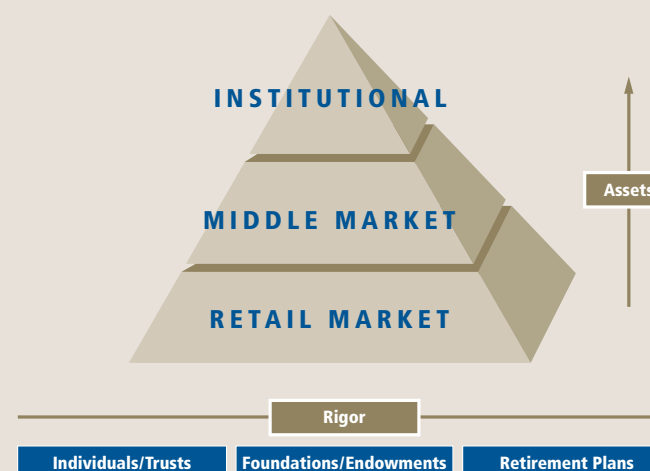 INSTITUTIONAL
Assets
MIDDLE MARKET
RETAIL MARKET
Rigor
Individuals/Trusts
Foundations/Endowments
Retirement Plans